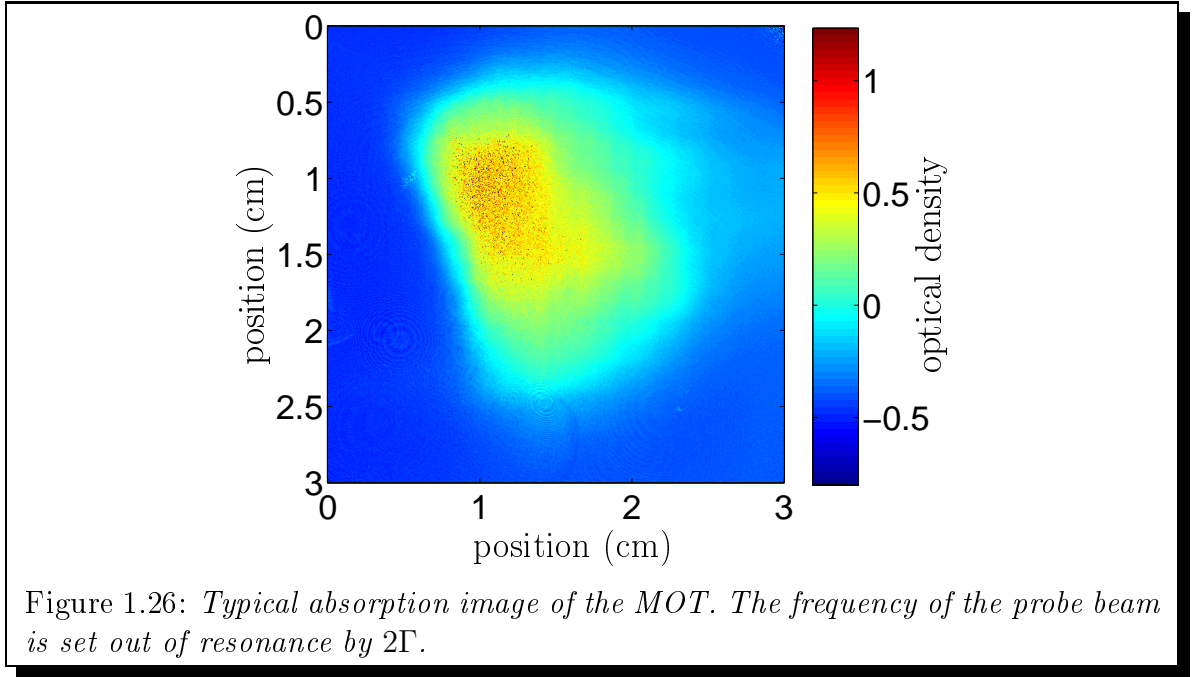 0
0.5
1
1.5
2
2.5
3
position (cm)
0 1 2 3
position (cm)
1
0.5
0
−0.5
optical density
Figure 1.26: Typical absorption image of the MOT. The frequency of the probe beam
is set out of resonance by 2Γ.